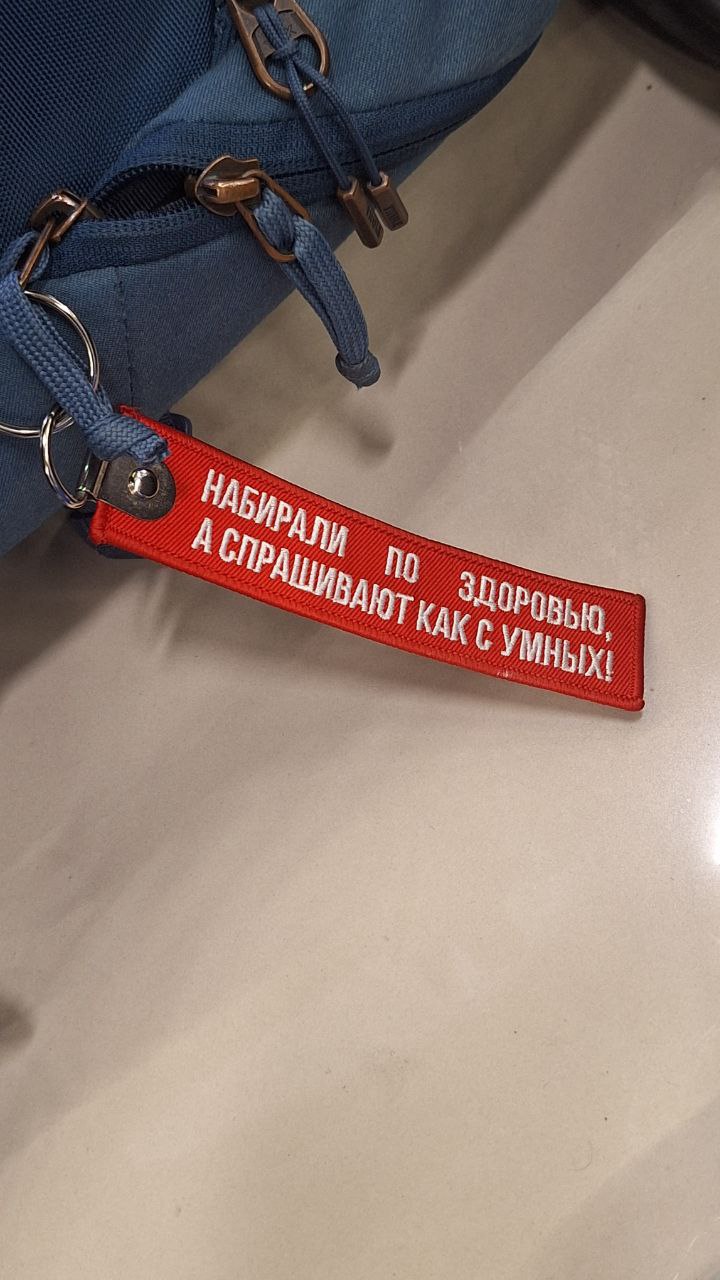 НАБИРАЛИ ПО ЗДОРОВЬЮ,
А СПРАШИВАЮТ КАК С УМНЫХ!